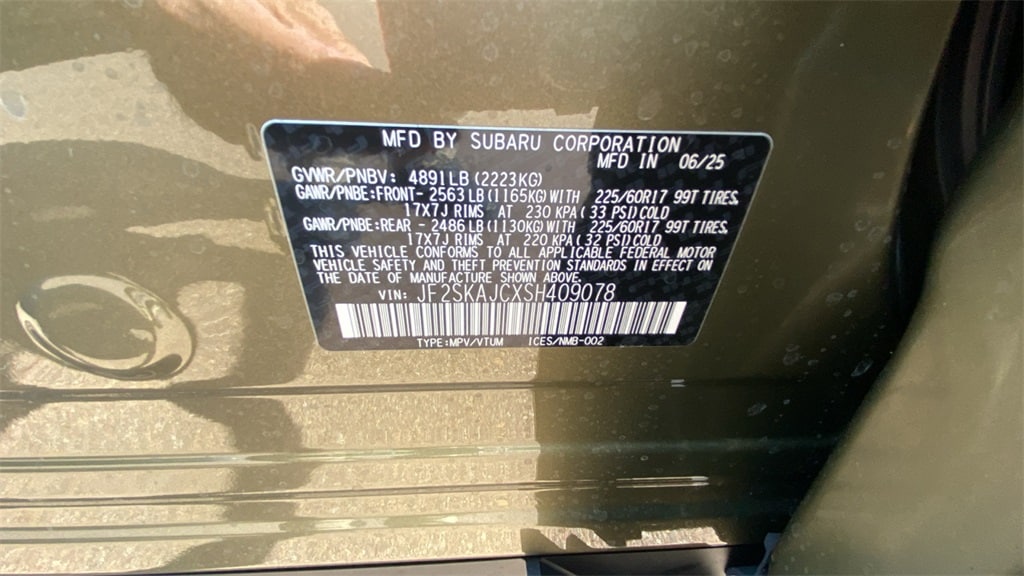 MFD BY SUBARU CORPORATION
MFD IN 06/25
GVWR/PNBV: 4891LB (2223KG)
GAWR/PNBE:FRONT- 2563 LB (1165KG) WITH 225/60R17 99T TIRES,
17X7J RIMS AT 230 KPA ( 33 PSI) COLD
GAWR/PNBE:REAR - 2486 LB (1130KG) WITH 225/60R17 99T TIRES,
17X7J RIMS AT 220 KPA ( 32 PSI) COLD
THIS VEHICLE CONFORMS TO ALL APPLICABLE FEDERAL MOTOR
VEHICLE SAFETY AND THEFT PREVENTION STANDARDS IN EFFECT ON
THE DATE OF MANUFACTURE SHOWN ABOVE
VIN: JF2SKAJCXSH409078
TYPE:MPV/VTUM ICES/NMB-002